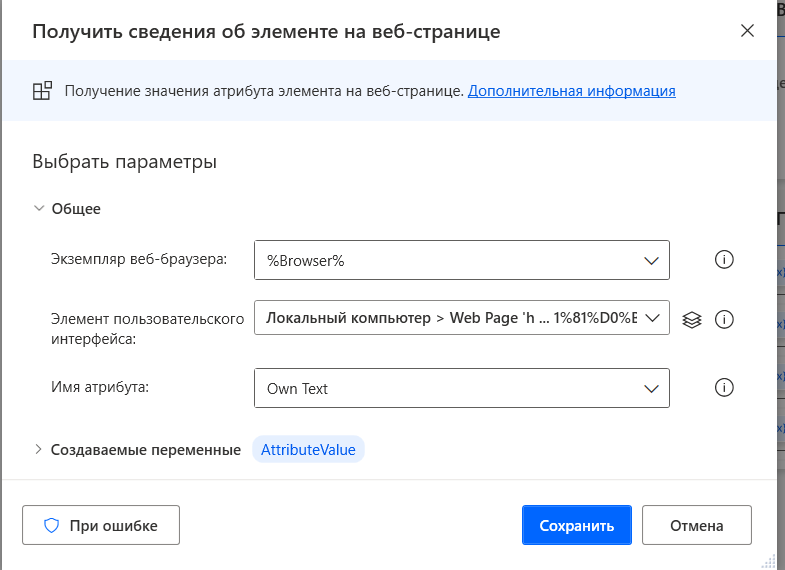 Получить сведения об элементе на веб-странице
Получение значения атрибута элемента на веб-странице. Дополнительная информация
Выбрать параметры
Общее
Экземпляр веб-браузера: %Browser%
Элемент пользовательского интерфейса: Локальный компьютер > Web Page 'h ... 1%81%D0%E
Имя атрибута: Own Text
Создаваемые переменные AttributeValue
При ошибке Сохранить Отмена